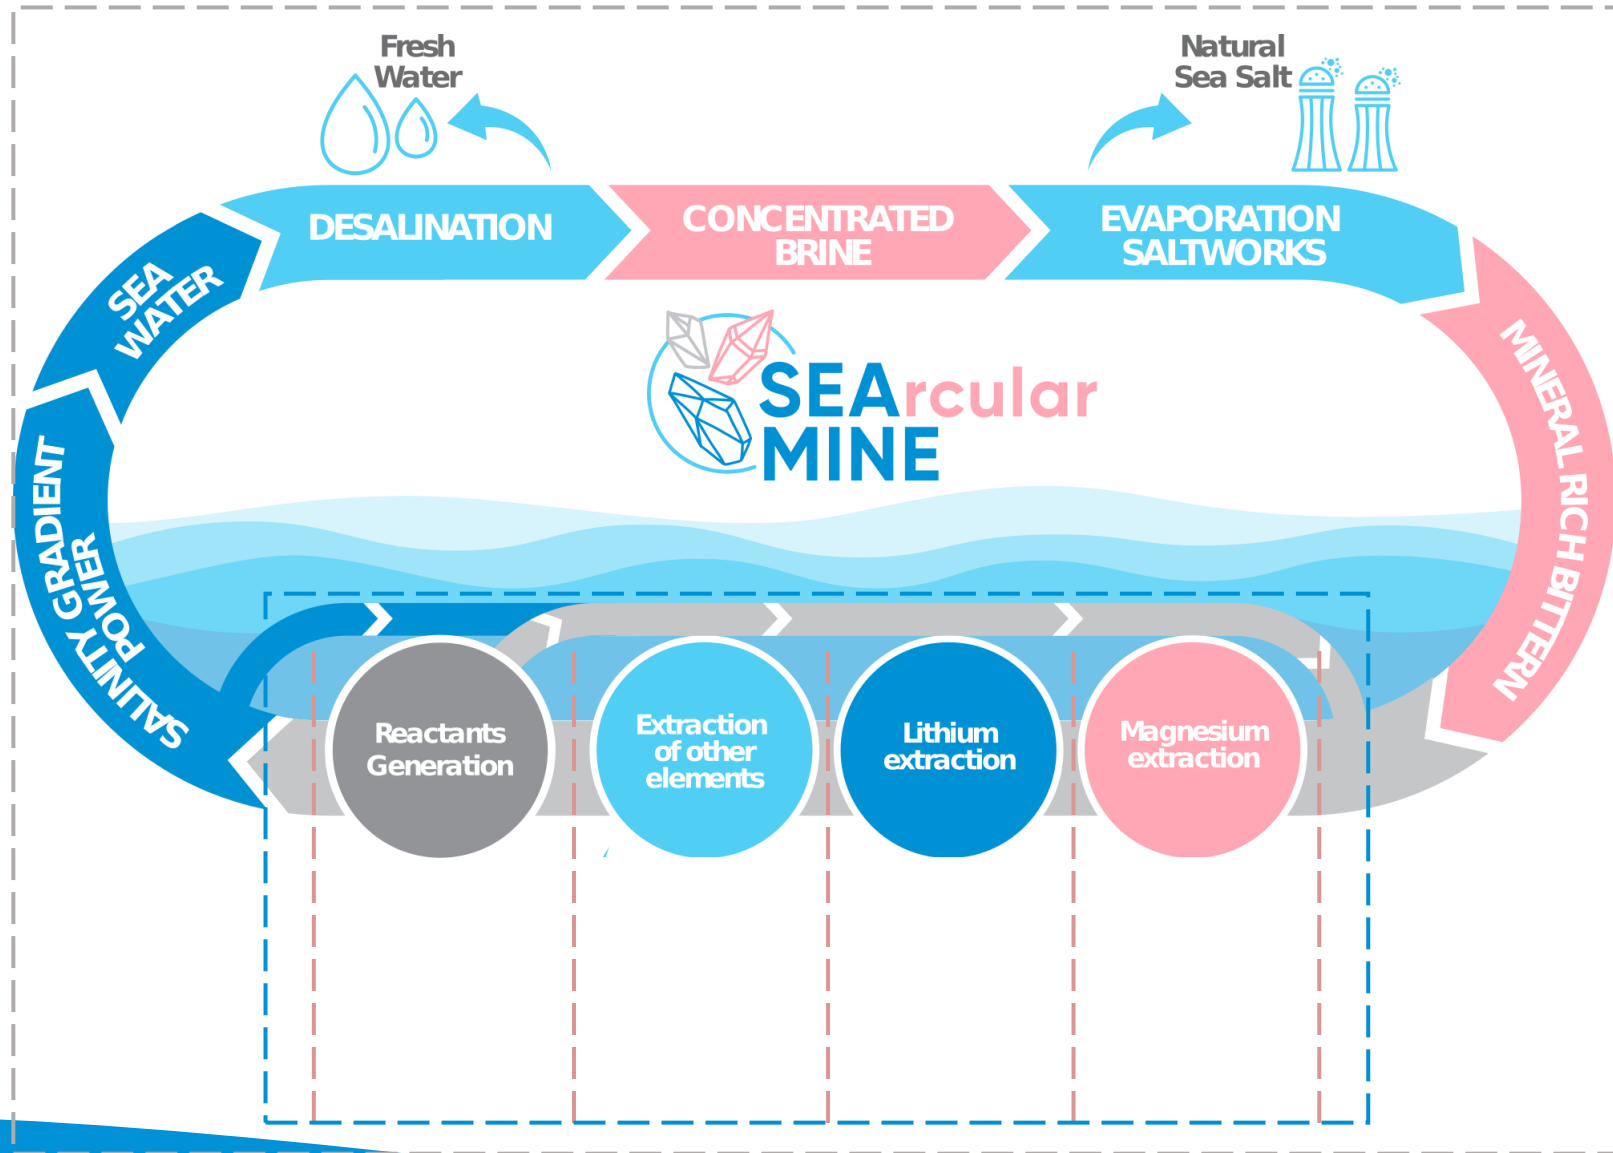 Fresh
Water
Natural
Sea Salt
DESALINATION
CONCENTRATED
BRINE
EVAPORATION
SALTWORKS
SEA
WATER
MINERAL RICH BITTERN
SEArcular
MINE
SALINITY GRADIENT
POWER
Reactants
Generation
Extraction
of other
elements
Lithium
extraction
Magnesium
extraction